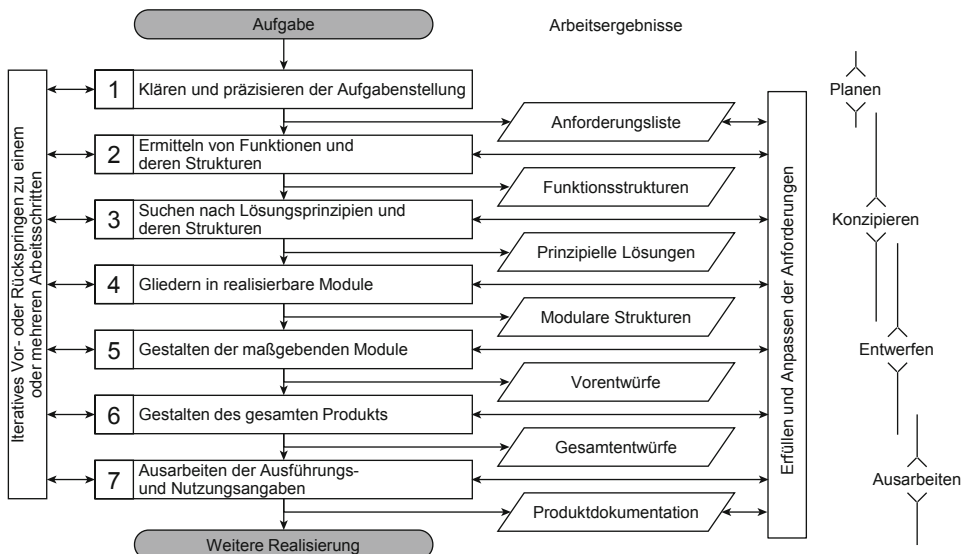 Aufgabe
Arbeitsergebnisse
Iteratives Vor- oder Rückspringen zu einem
oder mehreren Arbeitsschritten
1 Klären und präzisieren der Aufgabenstellung
Anforderungsliste
2 Ermitteln von Funktionen und
deren Strukturen
Funktionsstrukturen
3 Suchen nach Lösungsprinzipien und
deren Strukturen
Prinzipielle Lösungen
4 Gliedern in realisierbare Module
Modulare Strukturen
5 Gestalten der maßgebenden Module
Vorentwürfe
6 Gestalten des gesamten Produkts
Gesamtentwürfe
7 Ausarbeiten der Ausführungs-
und Nutzungsangaben
Produktdokumentation
Weitere Realisierung
Erfüllen und Anpassen der Anforderungen
Planen
Konzipieren
Entwerfen
Ausarbeiten